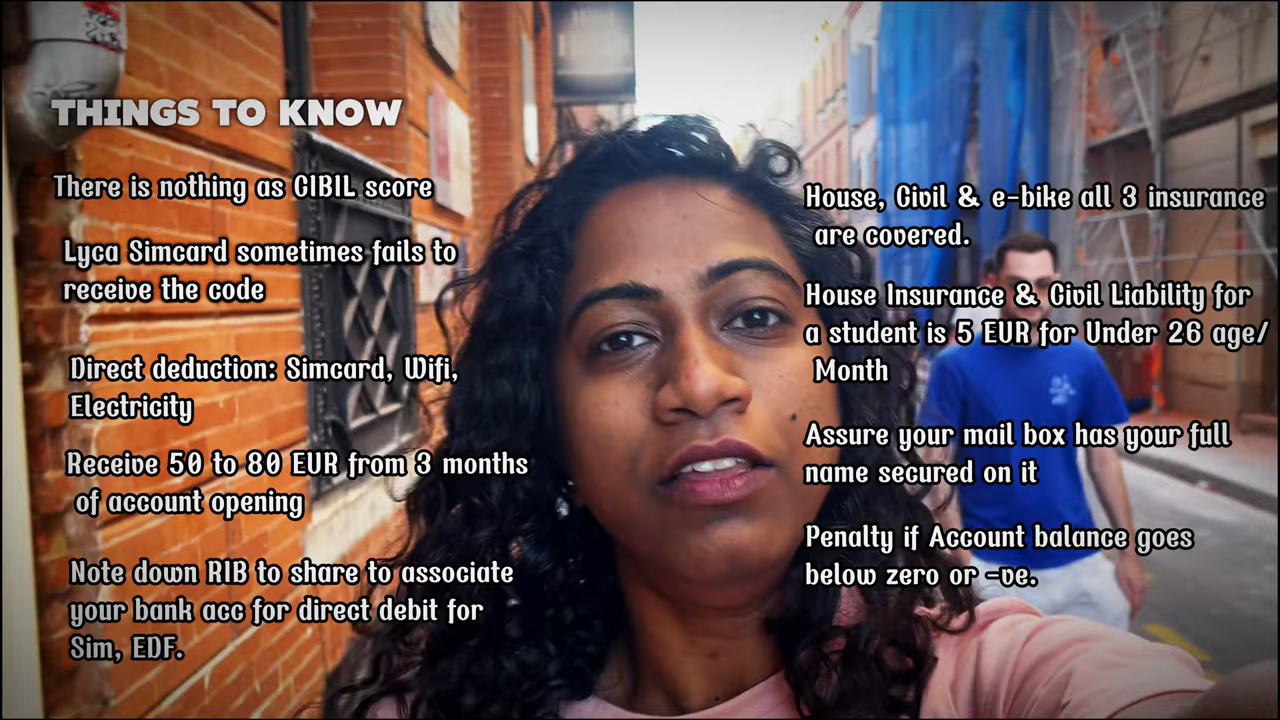 THINGS TO KNOW
There is nothing as CIBIL score
Lyca Simcard sometimes fails to
receive the code
Direct deduction: Simcard, Wifi,
Electricity
Receive 50 to 80 EUR from 3 months
of account opening
Note down RIB to share to associate
your bank acc for direct debit for
Sim, EDF.
House, Civil & e-bike all 3 insurance
are covered.
House Insurance & Civil Liability for
a student is 5 EUR for Under 26 age/
Month
Assure your mail box has your full
name secured on it
Penalty if Account balance goes
below zero or -ve.